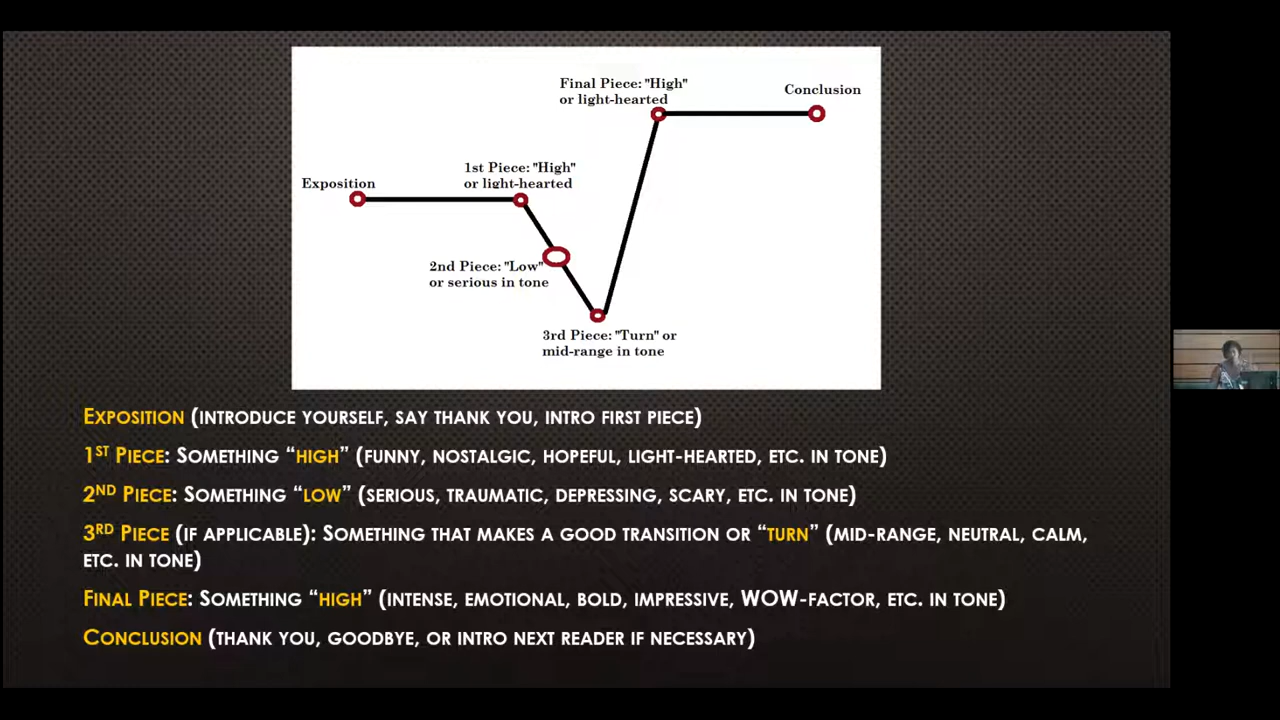 Final Piece: "High"
or light-hearted
Conclusion
1st Piece: "High"
or light-hearted
Exposition
2nd Piece: "Low"
or serious in tone
3rd Piece: "Turn" or
mid-range in tone
EXPOSITION (INTRODUCE YOURSELF, SAY THANK YOU, INTRO FIRST PIECE)
1ST PIECE: SOMETHING “HIGH” (FUNNY, NOSTALGIC, HOPEFUL, LIGHT-HEARTED, ETC. IN TONE)
2ND PIECE: SOMETHING “LOW” (SERIOUS, TRAUMATIC, DEPRESSING, SCARY, ETC. IN TONE)
3RD PIECE (IF APPLICABLE): SOMETHING THAT MAKES A GOOD TRANSITION OR “TURN” (MID-RANGE, NEUTRAL, CALM,
ETC. IN TONE)
FINAL PIECE: SOMETHING “HIGH” (INTENSE, EMOTIONAL, BOLD, IMPRESSIVE, WOW-FACTOR, ETC. IN TONE)
CONCLUSION (THANK YOU, GOODBYE, OR INTRO NEXT READER IF NECESSARY)